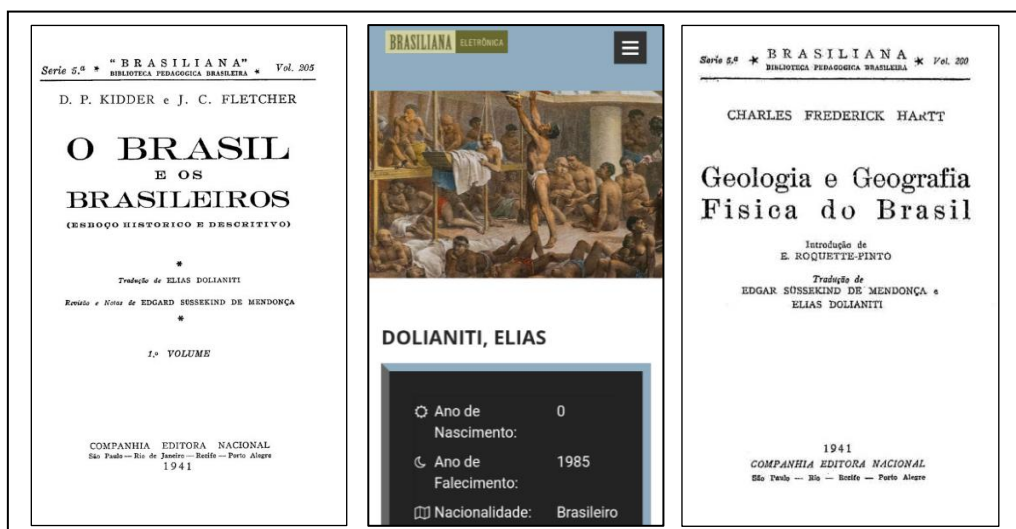 Serie 5.ª * "BRASILIANA" * Vol. 205
BIBLIOTECA PEDAGOGICA BRASILEIRA
D. P. KIDDER e J. C. FLETCHER
O BRASIL
E OS
BRASILEIROS
(ESBOÇO HISTORICO E DESCRITIVO)
*
Tradução de ELIAS DOLIANITI
Revisão e Notas de EDGARD SÜSSEKIND DE MENDONÇA
*
1.º VOLUME
COMPANHIA EDITORA NACIONAL
São Paulo — Rio de Janeiro — Recife — Porto Alegre
1941
BRASILIANA ELETRÔNICA
DOLIANITI, ELIAS
Ano de Nascimento: 0
Ano de Falecimento: 1985
Nacionalidade: Brasileiro
Serie 5.ª * BRASILIANA * Vol. 200
BIBLIOTECA PEDAGOGICA BRASILEIRA
CHARLES FREDERICK HARTT
Geologia e Geografia
Fisica do Brasil
Introdução de
E. ROQUETTE-PINTO
Tradução de
EDGAR SÜSSEKIND DE MENDONÇA e
ELIAS DOLIANITI
1941
COMPANHIA EDITORA NACIONAL
São Paulo — Rio — Recife — Porto Alegre